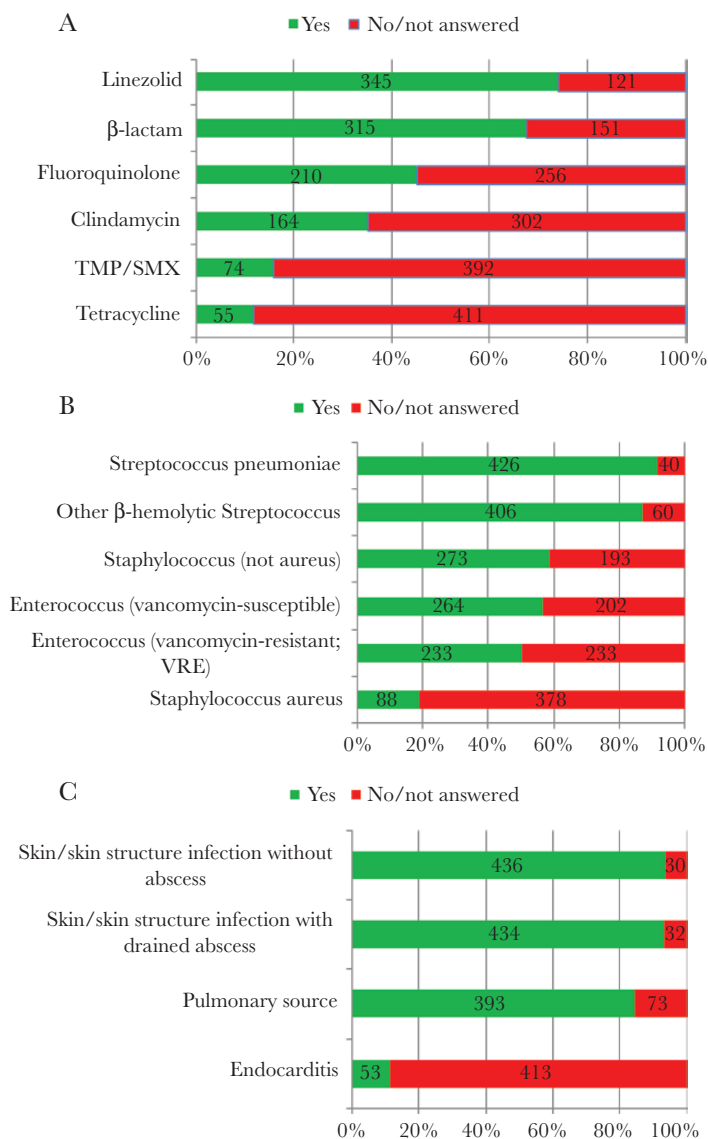 A
Yes No/not answered
Linezolid 345 121
β-lactam 315 151
Fluoroquinolone 210 256
Clindamycin 164 302
TMP/SMX 74 392
Tetracycline 55 411
0% 20% 40% 60% 80% 100%
B
Yes No/not answered
Streptococcus pneumoniae 426 40
Other β-hemolytic Streptococcus 406 60
Staphylococcus (not aureus) 273 193
Enterococcus (vancomycin-susceptible) 264 202
Enterococcus (vancomycin-resistant;
VRE) 233 233
Staphylococcus aureus 88 378
0% 20% 40% 60% 80% 100%
C
Yes No/not answered
Skin/skin structure infection without
abscess 436 30
Skin/skin structure infection with
drained abscess 434 32
Pulmonary source 393 73
Endocarditis 53 413
0% 20% 40% 60% 80% 100%